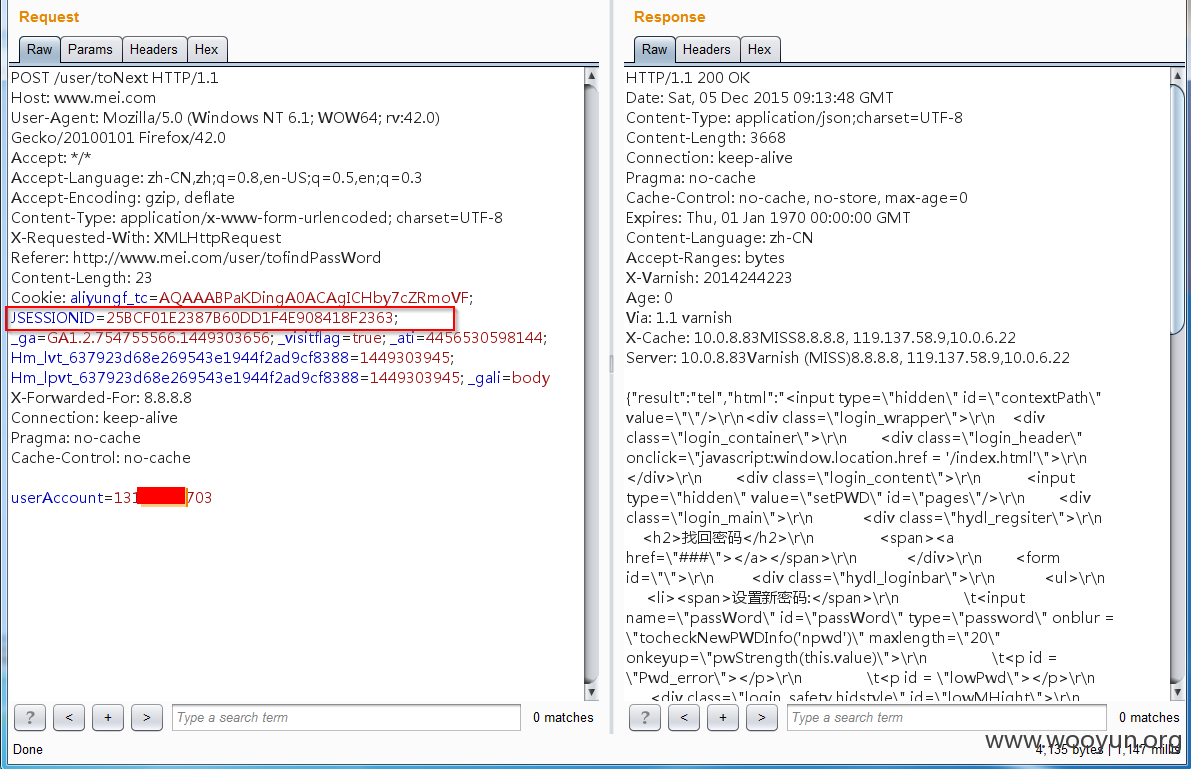 Request
Raw Params Headers Hex
POST /user/toNext HTTP/1.1
Host: www.mei.com
User-Agent: Mozilla/5.0 (Windows NT 6.1; WOW64; rv:42.0)
Gecko/20100101 Firefox/42.0
Accept: */*
Accept-Language: zh-CN,zh;q=0.8,en-US;q=0.5,en;q=0.3
Accept-Encoding: gzip, deflate
Content-Type: application/x-www-form-urlencoded; charset=UTF-8
X-Requested-With: XMLHttpRequest
Referer: http://www.mei.com/user/tofindPassWord
Content-Length: 23
Cookie: aliyungf_tc=AQAAABPaKDingA0ACAgICHby7cZRmoVF;
JSESSIONID=25BCF01E2387B60DD1F4E908418F2363;
_ga=GA1.2.754755566.1449303656; _visitflag=true; _ati=4456530598144;
Hm_lvt_637923d68e269543e1944f2ad9cf8388=1449303945;
Hm_lpvt_637923d68e269543e1944f2ad9cf8388=1449303945; _gali=body
X-Forwarded-For: 8.8.8.8
Connection: keep-alive
Pragma: no-cache
Cache-Control: no-cache
userAccount=131 703
? < + > Type a search term 0 matches
Done
Response
Raw Headers Hex
HTTP/1.1 200 OK
Date: Sat, 05 Dec 2015 09:13:48 GMT
Content-Type: application/json;charset=UTF-8
Content-Length: 3668
Connection: keep-alive
Pragma: no-cache
Cache-Control: no-cache, no-store, max-age=0
Expires: Thu, 01 Jan 1970 00:00:00 GMT
Content-Language: zh-CN
Accept-Ranges: bytes
X-Varnish: 2014244223
Age: 0
Via: 1.1 varnish
X-Cache: 10.0.8.83MISS8.8.8.8, 119.137.58.9,10.0.6.22
Server: 10.0.8.83Varnish (MISS)8.8.8.8, 119.137.58.9,10.0.6.22
{"result":"tel","html":"<input type=\"hidden\" id=\"contextPath\"
value=\"\"/>\r\n<div class=\"login_wrapper\">\r\n <div
class=\"login_container\">\r\n <div class=\"login_header\"
onclick=\"javascript:window.location.href = '/index.html'\">\r\n
</div>\r\n <div class=\"login_content\">\r\n <input
type=\"hidden\" value=\"setPWD\" id=\"pages\"/>\r\n <div
class=\"login_main\">\r\n <div class=\"hydl_regsiter\">\r\n
<h2>找回密码</h2>\r\n <span><a
href=\"###\"></a></span>\r\n </div>\r\n <form
id=\"\">\r\n <div class=\"hydl_loginbar\">\r\n <ul>\r\n
<li><span>设置新密码:</span>\r\n \t<input
name=\"passWord\" id=\"passWord\" type=\"password\" onblur =
\"tocheckNewPWDInfo('npwd')\" maxlength=\"20\"
onkeyup=\"pwStrength(this.value)\">\r\n \t<p id =
\"Pwd_error\"></p>\r\n \t<p id = \"lowPwd\"></p>\r\n
<div class=\"login_safety hidstyle\" id=\"lowMHight\">\r\n
? < + > Type a search term 0 matches
www.wooyun.org
4,135 bytes | 1,147 millis